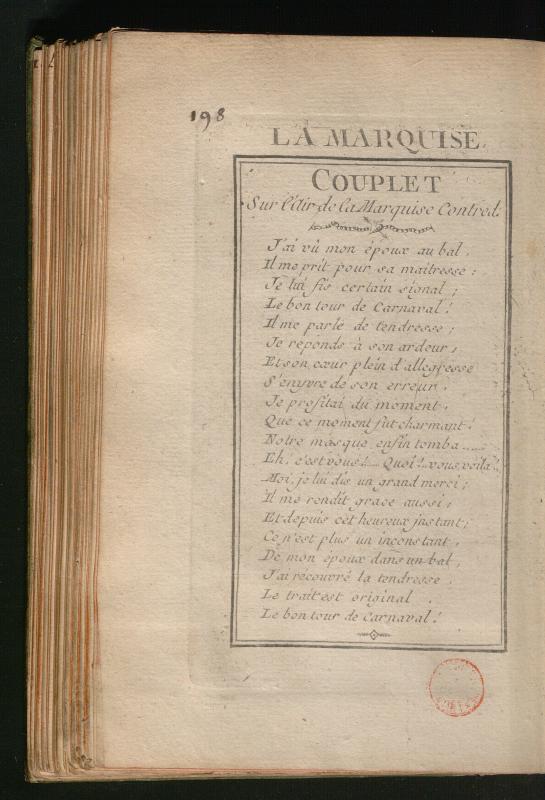 198
LA MARQUISE.
COUPLET
Sur l'Air de la Marquise Contred:
J'ai vû mon époux au bal,
Il me prit pour sa maitresse:
Je lui fis certain signal;
Le bon tour de Carnaval!
Il me parle de tendresse;
Je reponds à son ardeur,
Et son cœur plein d'allegresse
S'enyvre de son erreur.
Je profitai du moment,
Que ce moment fut charmant.
Notre masque enfin tomba.....
Eh! c'est vous!.... Quoi!..vous, voila!
Moi, je lui dis un grand merci;
Il me rendit grace aussi;
Et depuis cet heureux jnstant;
Ce n'est plus un inconstant.
De mon époux dans un bal,
J'ai recouvré la tendresse.
Le trait est original
Le bon tour de Carnaval!